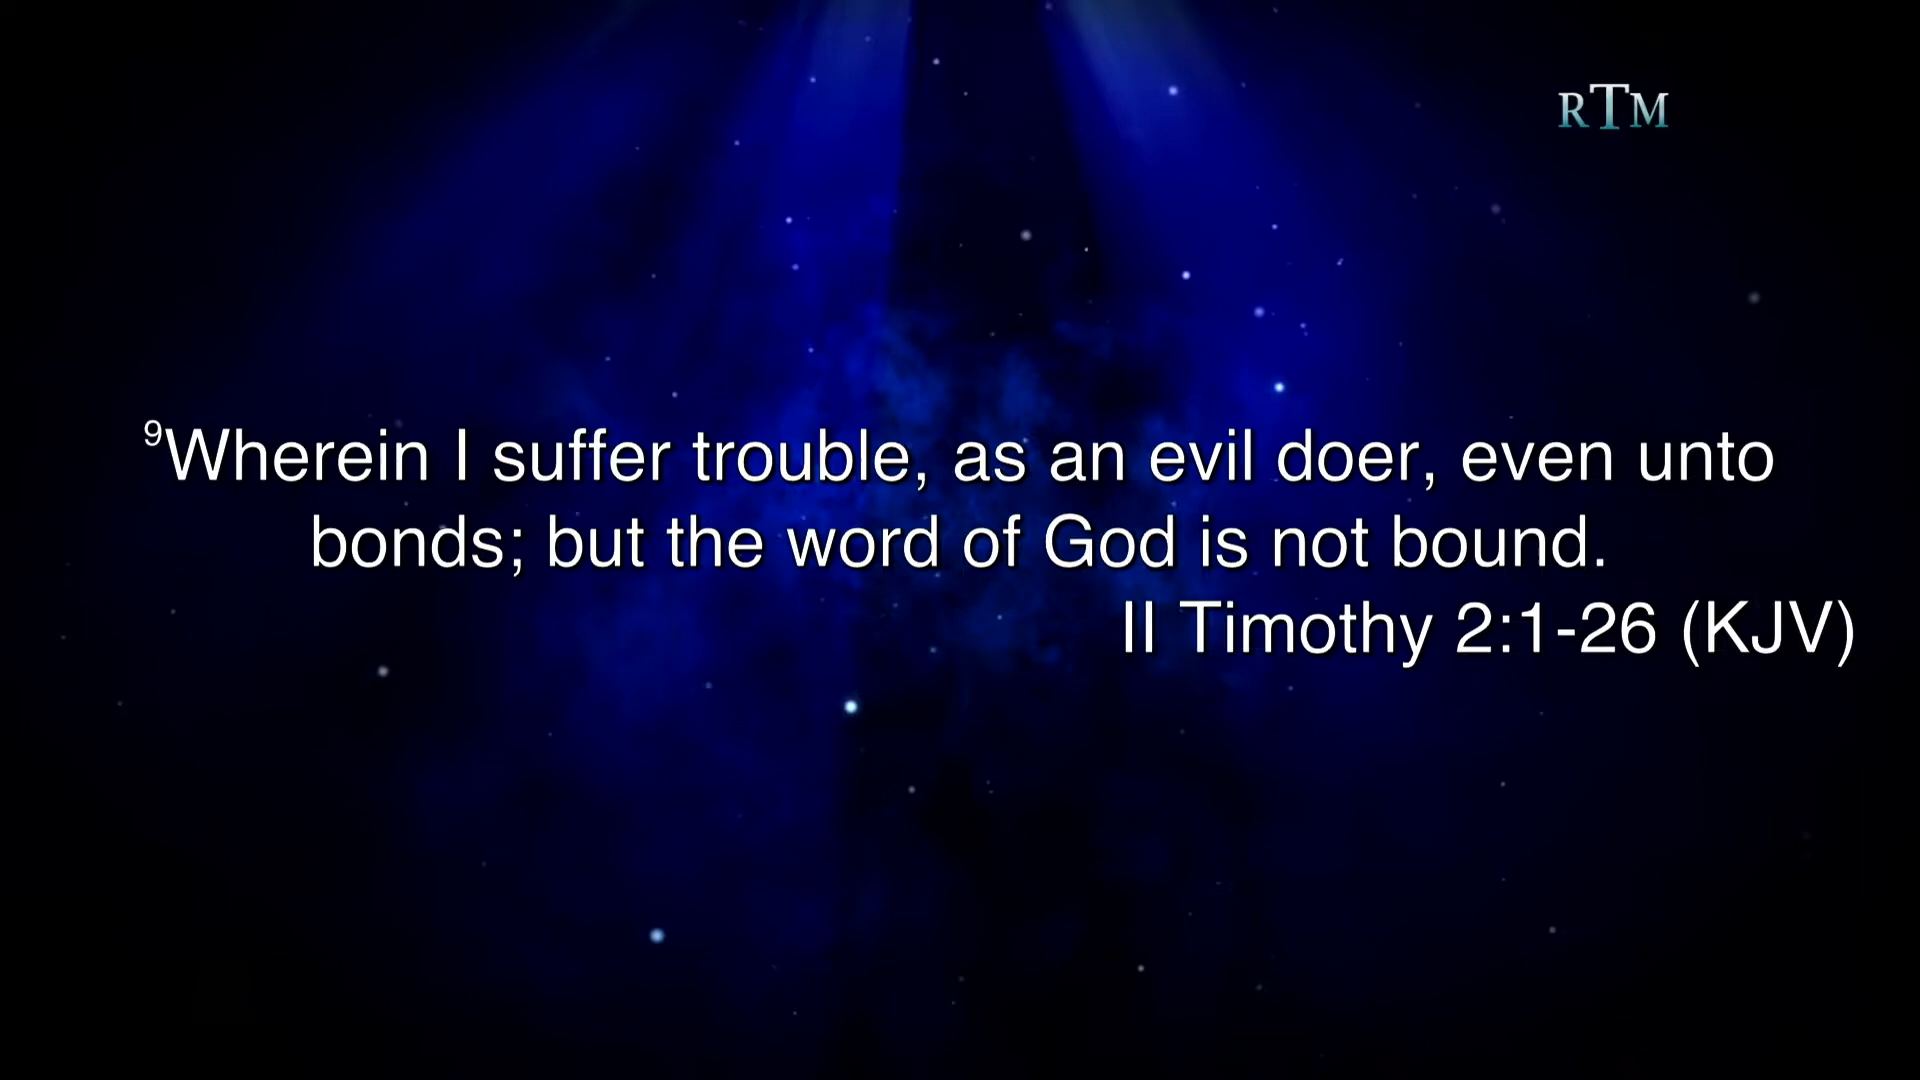 RTM
⁹Wherein I suffer trouble, as an evil doer, even unto
bonds; but the word of God is not bound.
II Timothy 2:1-26 (KJV)